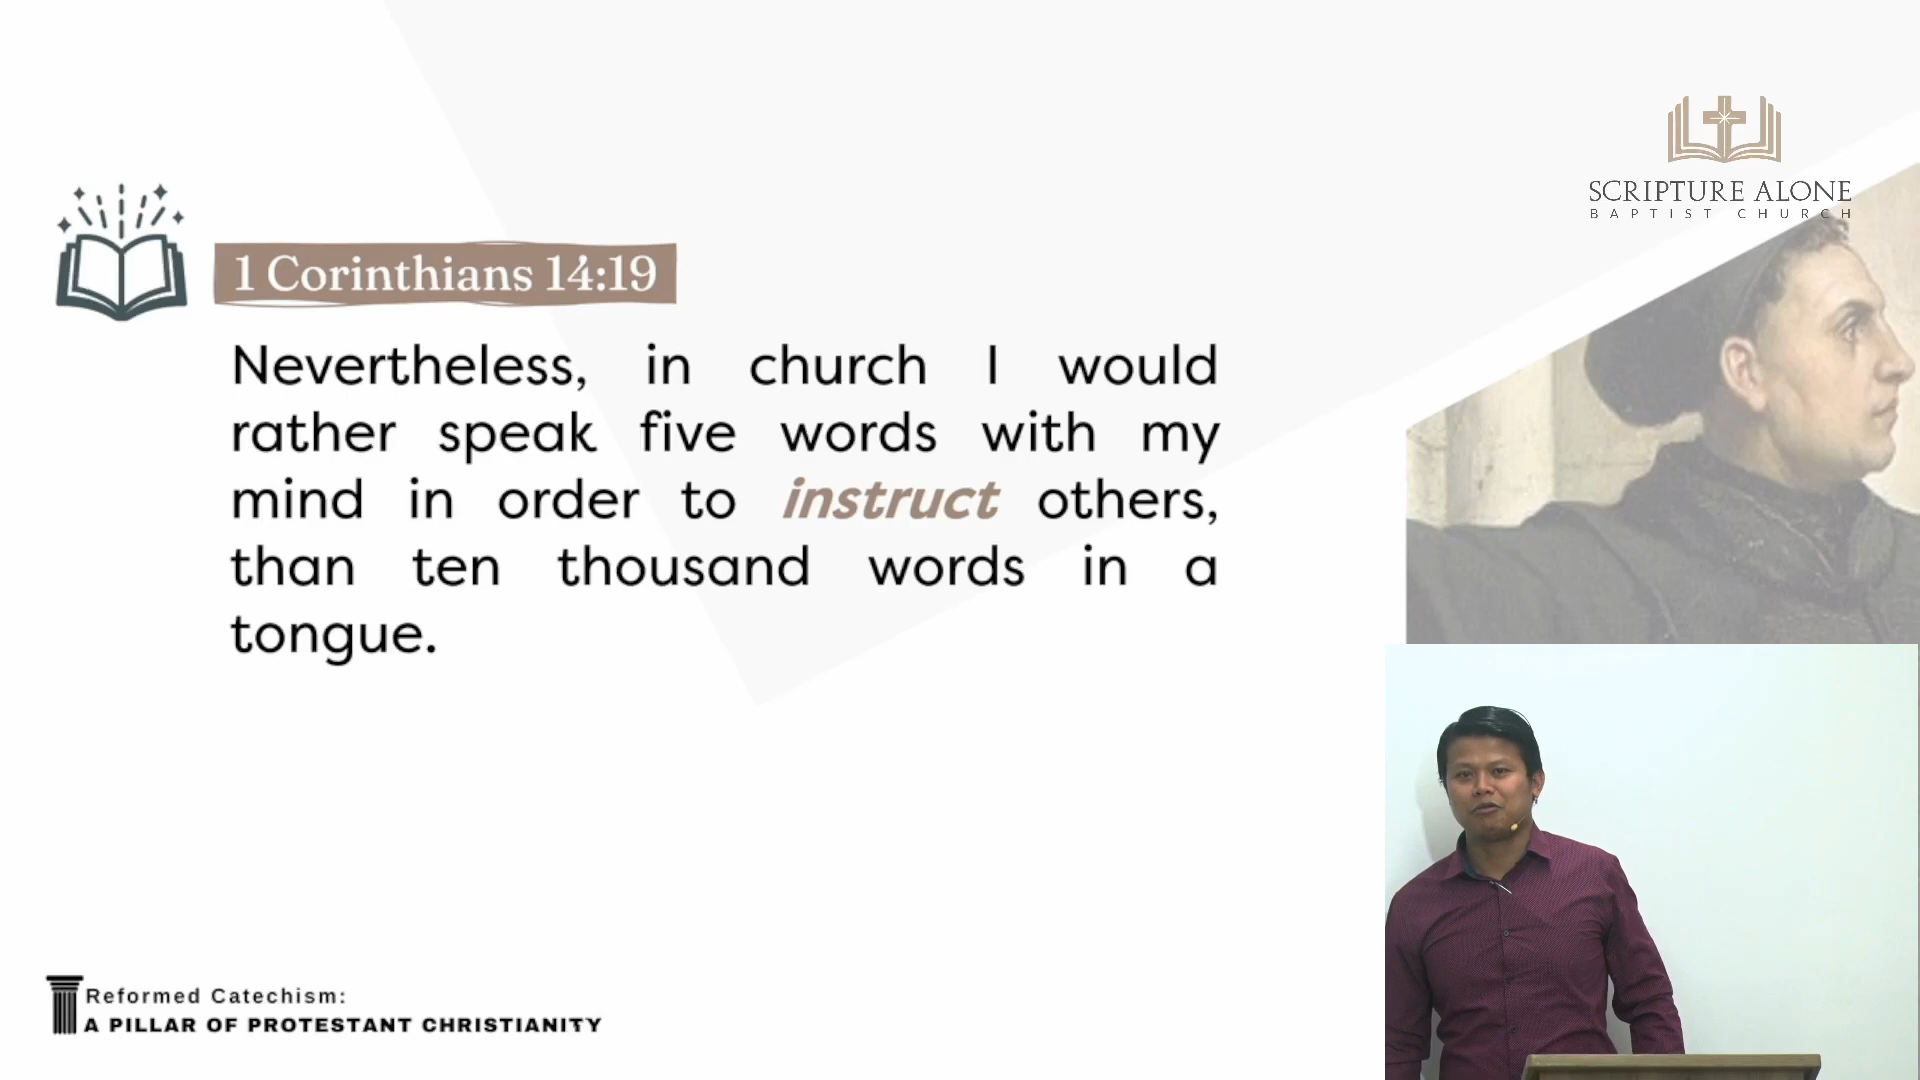 SCRIPTURE ALONE
BAPTIST CHURCH
1 Corinthians 14:19
Nevertheless, in church I would
rather speak five words with my
mind in order to instruct others,
than ten thousand words in a
tongue.
Reformed Catechism:
A PILLAR OF PROTESTANT CHRISTIANITY